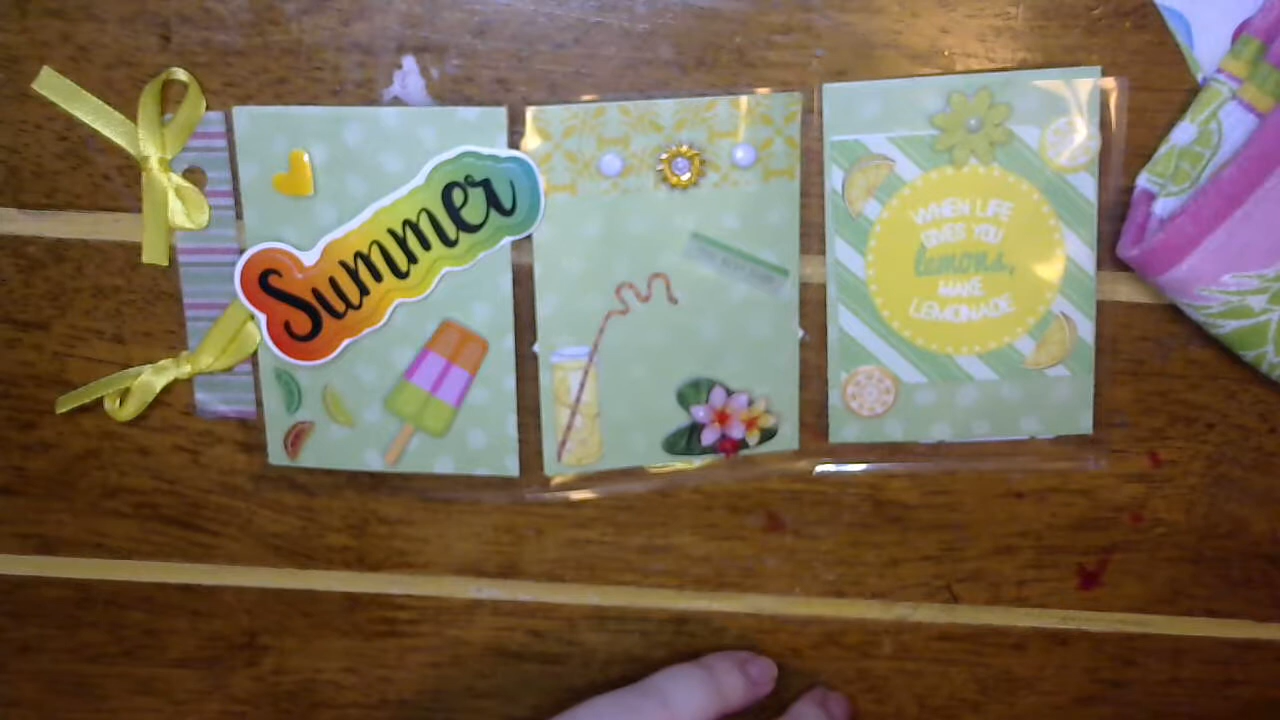 Summer
WHEN LIFE
GIVES YOU
lemons,
MAKE
LEMONADE